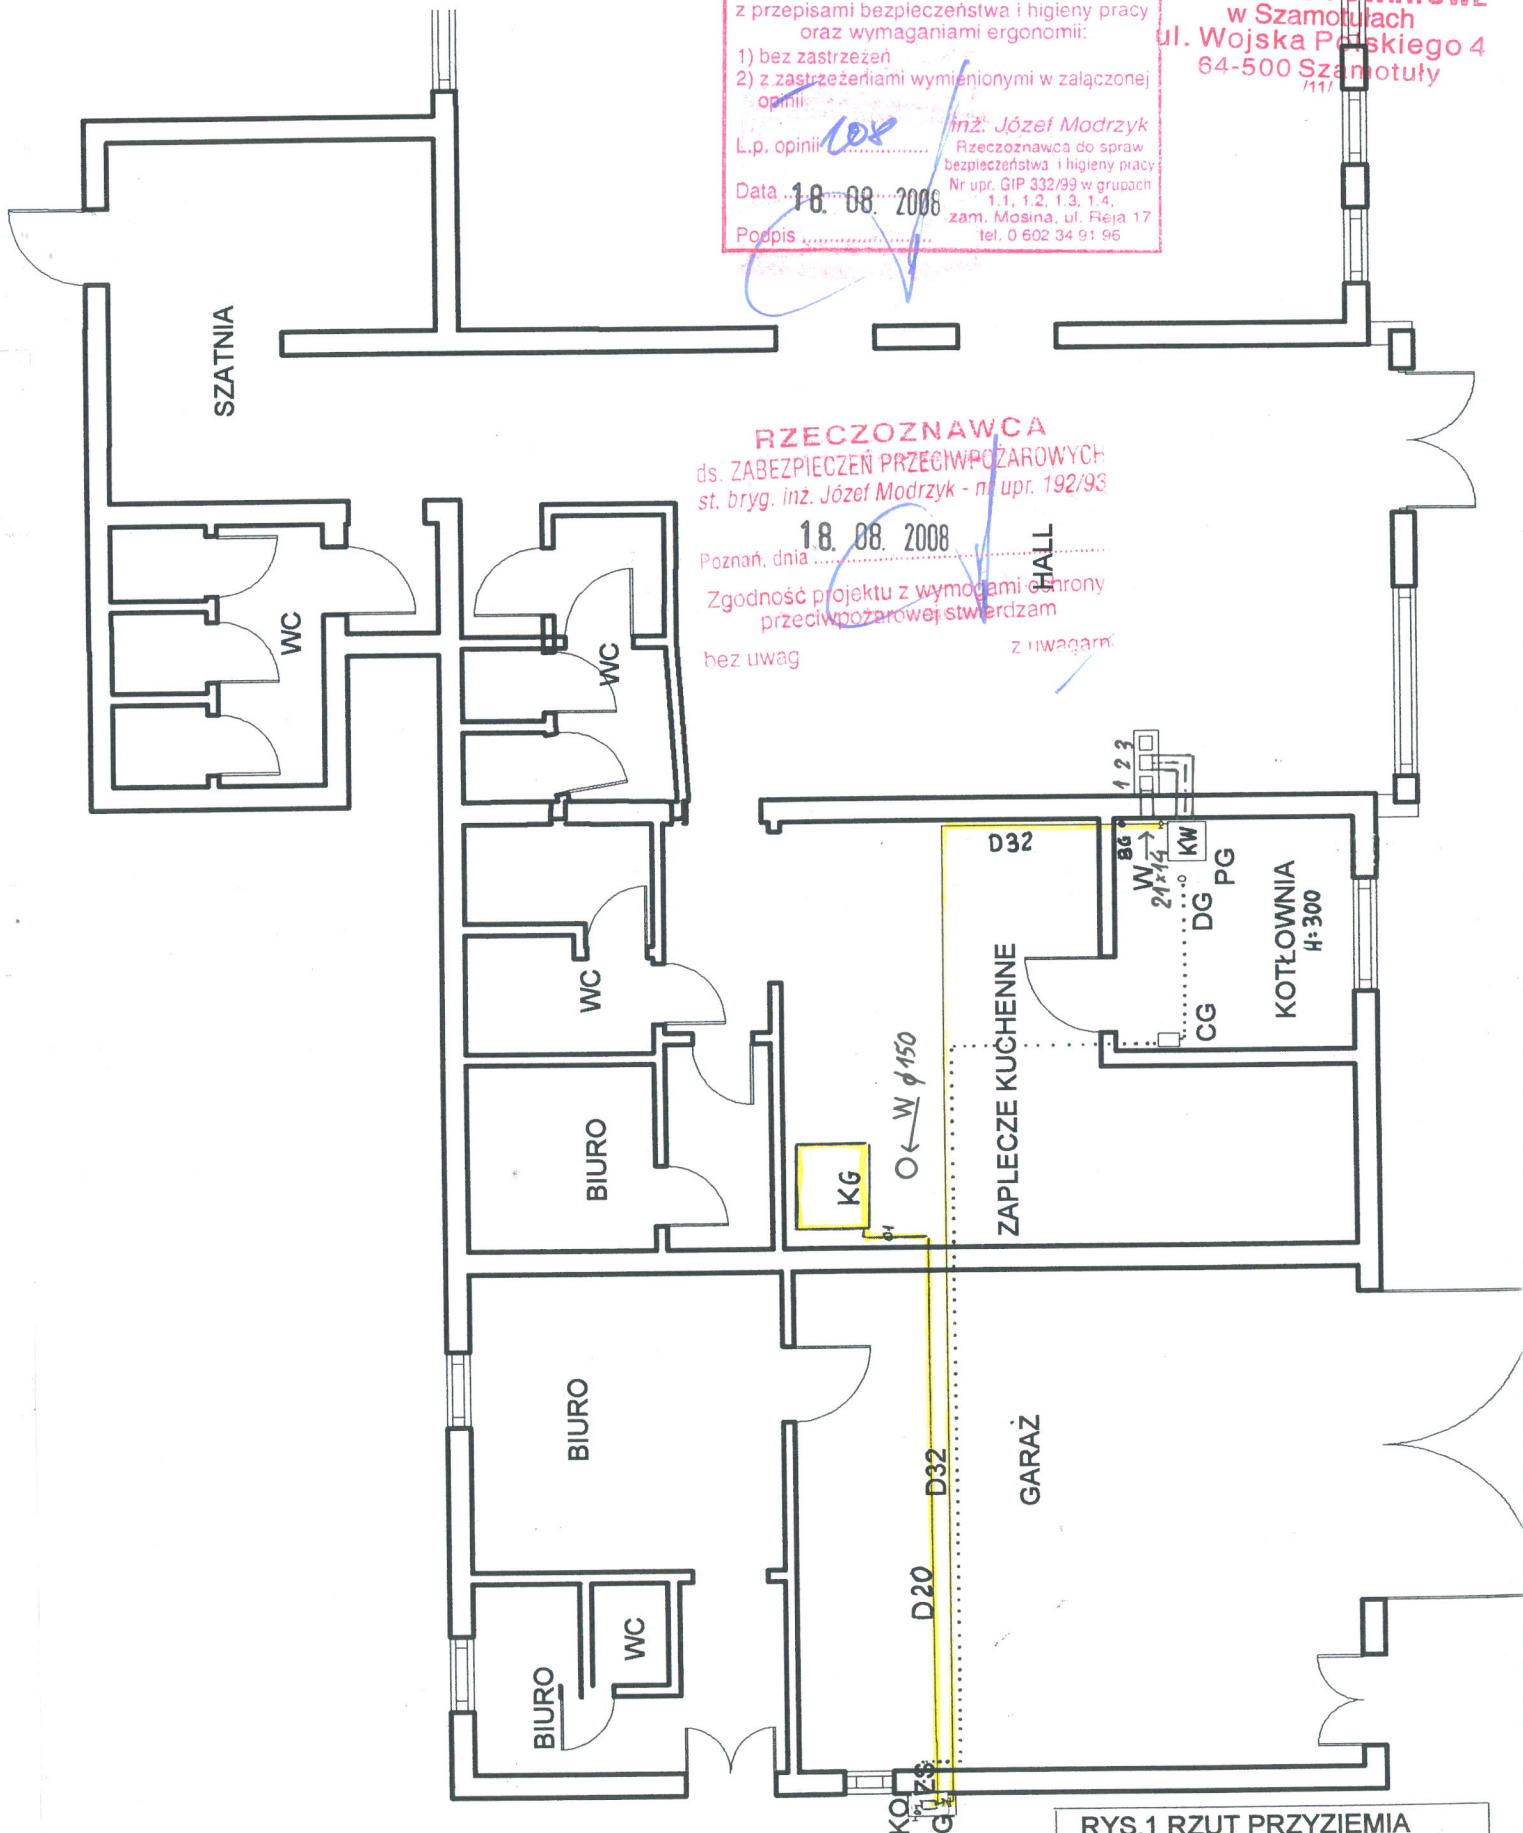 z przepisami bezpieczeństwa i higieny pracy
oraz wymaganiami ergonomii:
1) bez zastrzeżeń
2) z zastrzeżeniami wymienionymi w załączonej
opinii
L.p. opinii 108
Data 18. 08. 2008
Podpis
inż. Józef Modrzyk
Rzeczoznawca do spraw
bezpieczeństwa i higieny pracy
Nr upr. GIP 332/99 w grupach
1.1, 1.2, 1.3, 1.4,
zam. Mosina, ul. Reja 17
tel. 0 602 34 91 96
w Szamotułach
ul. Wojska Polskiego 4
64-500 Szamotuły
/11/
SZATNIA
RZECZOZNAWCA
ds. ZABEZPIECZEŃ PRZECIWPOŻAROWYCH
st. bryg. inż. Józef Modrzyk - nr upr. 192/93
18. 08. 2008
Poznań, dnia
Zgodność projektu z wymogami ochrony
przeciwpożarowej stwierdzam
bez uwag
z uwagami
HALL
WC
WC
1 2 3
D32
BG
W
21x14
KW
PG
DG
CG
KOTŁOWNIA
H:300
WC
ZAPLECZE KUCHENNE
W ϕ150
KG
BIURO
BIURO
GARAŻ
D32
D20
WC
BIURO
ZS
KO
G
RYS.1 RZUT PRZYZIEMIA